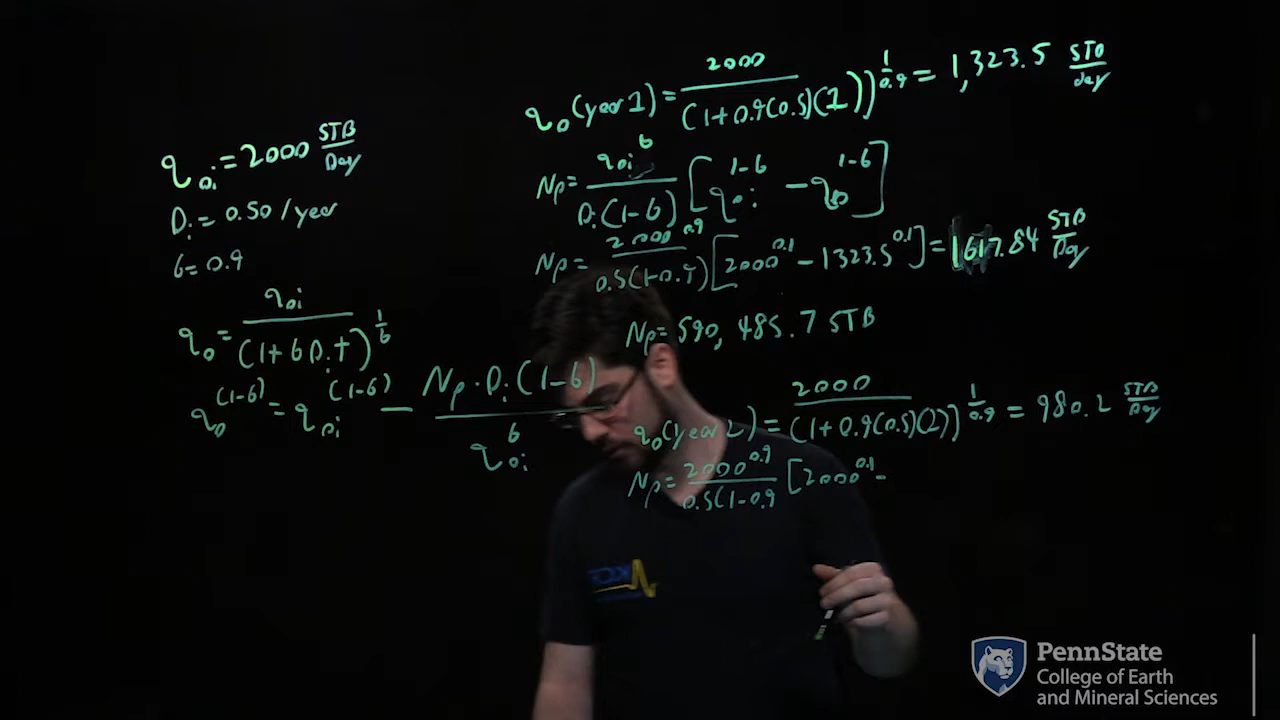 q_oi = 2000 STB/Day
D_i = 0.50 / year
b = 0.9
q_o = q_oi / (1 + b D_i t)^(1/b)
q_o^(1-b) = q_oi^(1-b) − N_p · D_i (1-b) / q_oi^b
q_o (year 1) = 2000 / (1 + 0.9(0.5)(1))^(1/0.9) = 1,323.5 STB/day
N_p = q_oi^b / D_i (1-b) [q_oi^(1-b) − q_o^(1-b)]
N_p = 2000^0.9 / 0.5(1-0.9) [2000^0.1 − 1323.5^0.1] = 1617.84 STB/Day
N_p = 590,485.7 STB
q_o (year 2) = 2000 / (1 + 0.9(0.5)(2))^(1/0.9) = 980.2 STB/Day
N_p = 2000^0.9 / 0.5(1-0.9 [2000^0.1 −
PennState
College of Earth
and Mineral Sciences